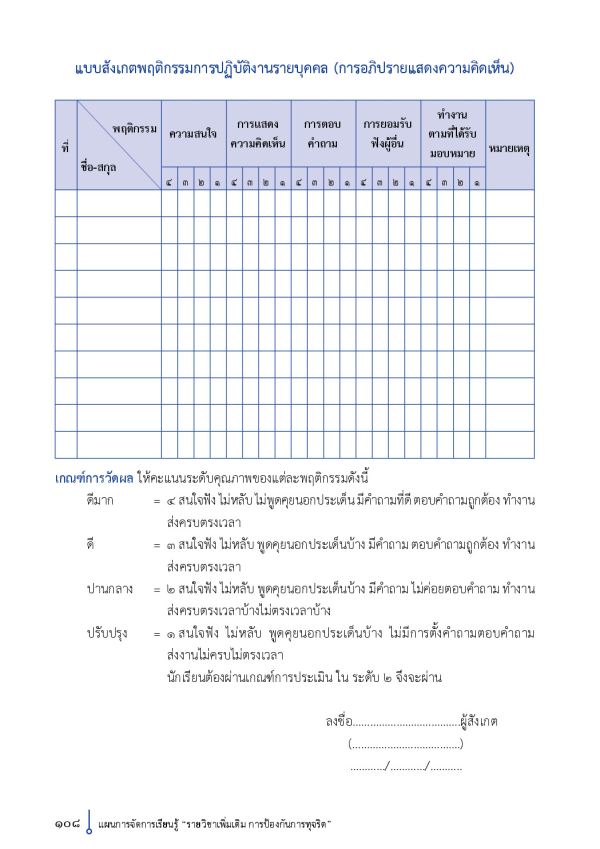 แบบสังเกตพฤติกรรมการปฏิบัติงานรายบุคคล (การอภิปรายแสดงความคิดเห็น)
ที่
พฤติกรรม
ชื่อ-สกุล
ความสนใจ
การแสดง
ความคิดเห็น
การตอบ
คำถาม
การยอมรับ
ฟังผู้อื่น
ทำงาน
ตามที่ได้รับ
มอบหมาย
หมายเหตุ
๔ ๓ ๒ ๑ ๔ ๓ ๒ ๑ ๔ ๓ ๒ ๑ ๔ ๓ ๒ ๑ ๔ ๓ ๒ ๑
เกณฑ์การวัดผล ให้คะแนนระดับคุณภาพของแต่ละพฤติกรรมดังนี้
ดีมาก = ๔ สนใจฟัง ไม่หลับ ไม่พูดคุยนอกประเด็น มีคำถามที่ดี ตอบคำถามถูกต้อง ทำงาน
ส่งครบตรงเวลา
ดี = ๓ สนใจฟัง ไม่หลับ พูดคุยนอกประเด็นบ้าง มีคำถาม ตอบคำถามถูกต้อง ทำงาน
ส่งครบตรงเวลา
ปานกลาง = ๒ สนใจฟัง ไม่หลับ พูดคุยนอกประเด็นบ้าง มีคำถาม ไม่ค่อยตอบคำถาม ทำงาน
ส่งครบตรงเวลาบ้างไม่ตรงเวลาบ้าง
ปรับปรุง = ๑ สนใจฟัง ไม่หลับ พูดคุยนอกประเด็นบ้าง ไม่มีการตั้งคำถามตอบคำถาม
ส่งงานไม่ครบไม่ตรงเวลา
นักเรียนต้องผ่านเกณฑ์การประเมิน ใน ระดับ ๒ จึงจะผ่าน
ลงชื่อ.....................................ผู้สังเกต
(.....................................)
............/............/...........
๑๐๘ แผนการจัดการเรียนรู้ "รายวิชาเพิ่มเติม การป้องกันการทุจริต"